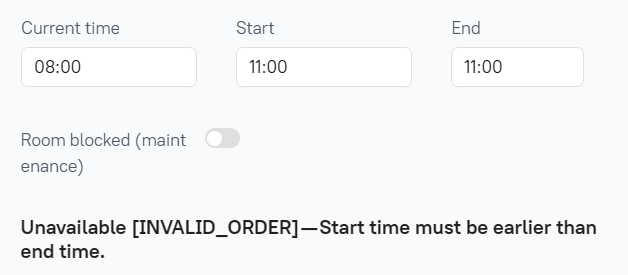 Current time Start End
08:00 11:00 11:00
Room blocked (maint
enance)
Unavailable [INVALID_ORDER]—Start time must be earlier than
end time.